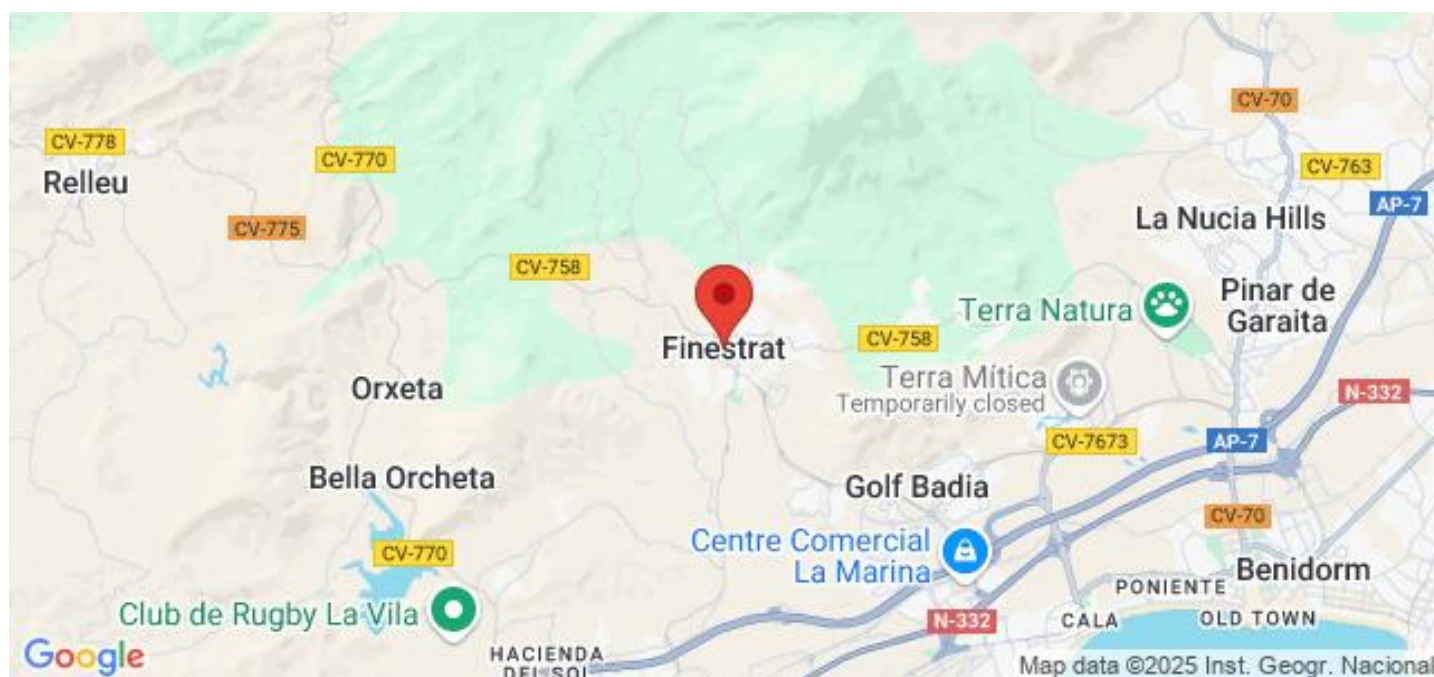 CV-70
CV-778
CV-770
CV-763
Relleu
AP-7
La Nucia Hills
CV-775
CV-758
Terra Natura
Pinar de
Garaita
Finestrat
CV-758
Terra Mítica
Temporarily closed
Orxeta
N-332
CV-7673
AP-7
Bella Orcheta
Golf Badia
CV-70
Centre Comercial
La Marina
CV-770
Benidorm
PONIENTE
Club de Rugby La Vila
N-332
CALA
OLD TOWN
HACIENDA
DEL SOL
Google
Map data ©2025 Inst. Geogr. Nacional